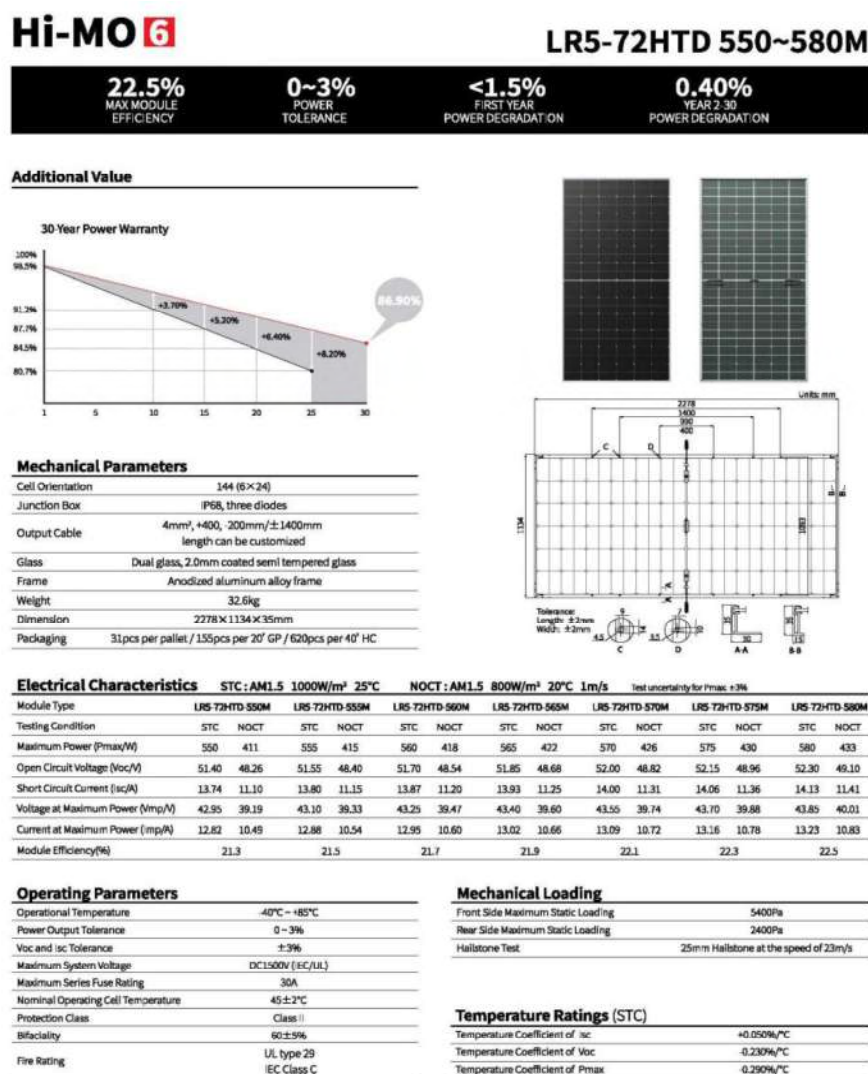 Hi-MO 6
LR5-72HTD 550~580M
22.5%
MAX MODULE
EFFICIENCY
0~3%
POWER
TOLERANCE
<1.5%
FIRST YEAR
POWER DEGRADATION
0.40%
YEAR 2-30
POWER DEGRADATION
Additional Value
30-Year Power Warranty
100%
98.5%
91.2%
87.7%
84.5%
80.7%
+3.70%
+5.20%
+6.40%
+8.20%
86.90%
1 5 10 15 20 25 30
Units: mm
2278
1400
990
400
C D
1134
1093
B B
A
A
Tolerance:
Length: ±2mm
Width: ±2mm
9
14
4.5
C
7
10
3.5
D
35
30
A-A
35
15
B-B
Mechanical Parameters
Cell Orientation 144 (6×24)
Junction Box IP68, three diodes
Output Cable 4mm², +400, -200mm/±1400mm
length can be customized
Glass Dual glass, 2.0mm coated semi tempered glass
Frame Anodized aluminum alloy frame
Weight 32.6kg
Dimension 2278×1134×35mm
Packaging 31pcs per pallet / 155pcs per 20' GP / 620pcs per 40' HC
Electrical Characteristics STC : AM1.5 1000W/m² 25°C NOCT : AM1.5 800W/m² 20°C 1m/s Test uncertainty for Pmax: ±3%
Module Type LR5-72HTD-550M LR5-72HTD-555M LR5-72HTD-560M LR5-72HTD-565M LR5-72HTD-570M LR5-72HTD-575M LR5-72HTD-580M
Testing Condition STC NOCT STC NOCT STC NOCT STC NOCT STC NOCT STC NOCT STC NOCT
Maximum Power (Pmax/W) 550 411 555 415 560 418 565 422 570 426 575 430 580 433
Open Circuit Voltage (Voc/V) 51.40 48.26 51.55 48.40 51.70 48.54 51.85 48.68 52.00 48.82 52.15 48.96 52.30 49.10
Short Circuit Current (Isc/A) 13.74 11.10 13.80 11.15 13.87 11.20 13.93 11.25 14.00 11.31 14.06 11.36 14.13 11.41
Voltage at Maximum Power (Vmp/V) 42.95 39.19 43.10 39.33 43.25 39.47 43.40 39.60 43.55 39.74 43.70 39.88 43.85 40.01
Current at Maximum Power (Imp/A) 12.82 10.49 12.88 10.54 12.95 10.60 13.02 10.66 13.09 10.72 13.16 10.78 13.23 10.83
Module Efficiency(%) 21.3 21.5 21.7 21.9 22.1 22.3 22.5
Operating Parameters
Operational Temperature -40°C ~ +85°C
Power Output Tolerance 0 ~ 3%
Voc and Isc Tolerance ±3%
Maximum System Voltage DC1500V (IEC/UL)
Maximum Series Fuse Rating 30A
Nominal Operating Cell Temperature 45±2°C
Protection Class Class II
Bifaciality 60±5%
Fire Rating UL type 29
IEC Class C
Mechanical Loading
Front Side Maximum Static Loading 5400Pa
Rear Side Maximum Static Loading 2400Pa
Hailstone Test 25mm Hailstone at the speed of 23m/s
Temperature Ratings (STC)
Temperature Coefficient of Isc +0.050%/°C
Temperature Coefficient of Voc -0.230%/°C
Temperature Coefficient of Pmax -0.290%/°C